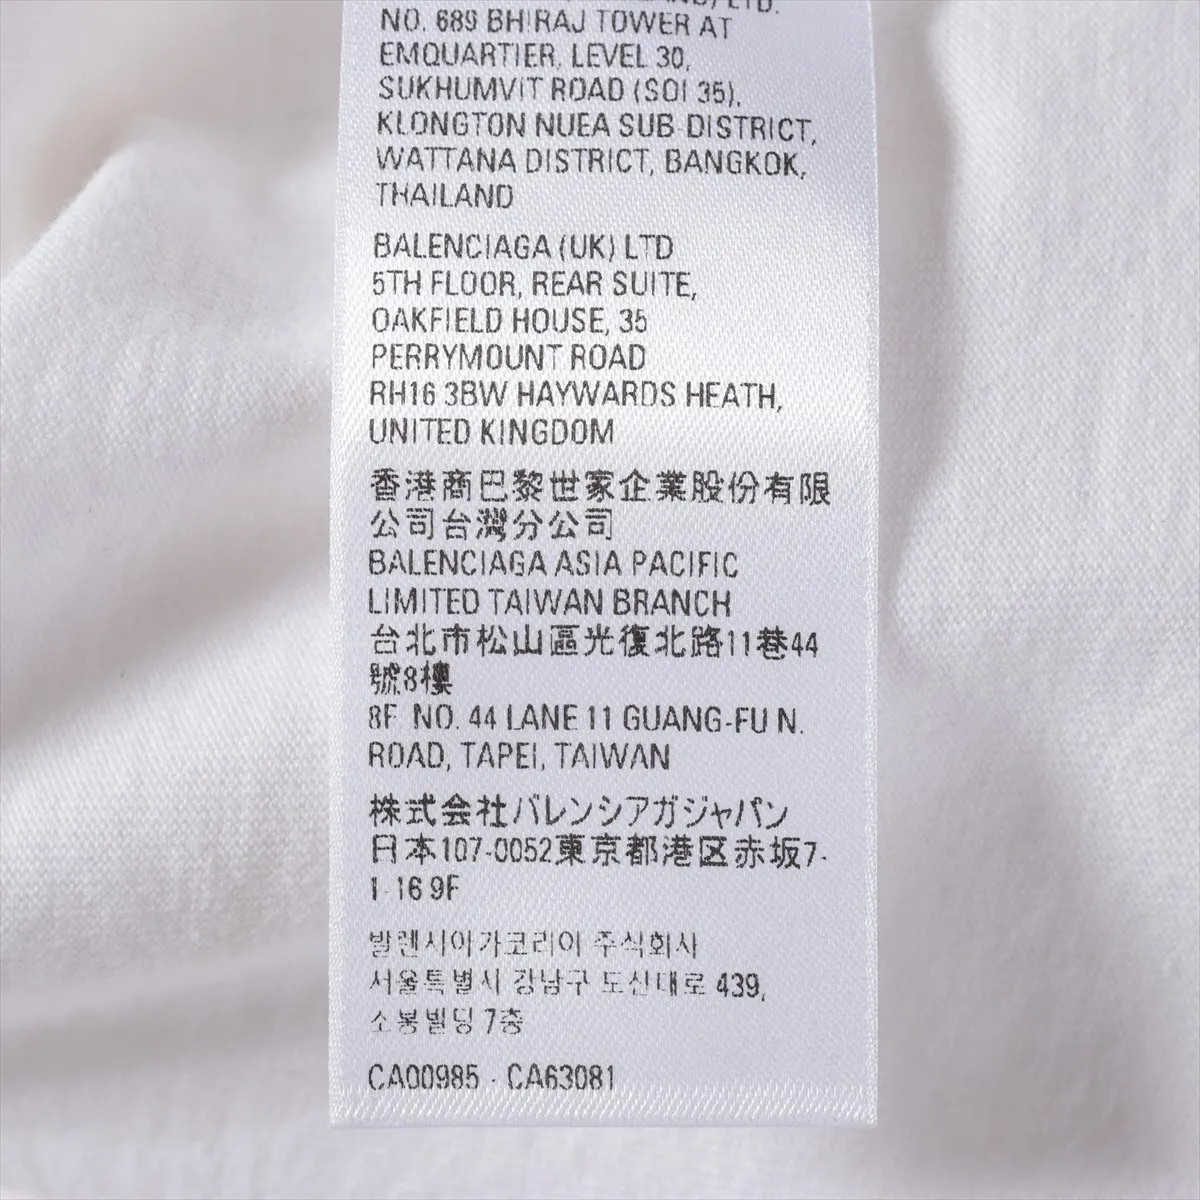 LTD.
NO. 689 BHIRAJ TOWER AT
EMQUARTIER, LEVEL 30,
SUKHUMVIT ROAD (SOI 35),
KLONGTON NUEA SUB-DISTRICT,
WATTANA DISTRICT, BANGKOK,
THAILAND
BALENCIAGA (UK) LTD
5TH FLOOR, REAR SUITE,
OAKFIELD HOUSE, 35
PERRYMOUNT ROAD
RH16 3BW HAYWARDS HEATH,
UNITED KINGDOM
香港商巴黎世家企業股份有限
公司台灣分公司
BALENCIAGA ASIA PACIFIC
LIMITED TAIWAN BRANCH
台北市松山區光復北路11巷44
號8樓
8F NO. 44 LANE 11 GUANG-FU N.
ROAD, TAPEI, TAIWAN
株式会社バレンシアガジャパン
日本107-0052東京都港区赤坂7-
1-16 9F
발렌시아가코리아 주식회사
서울특별시 강남구 도산대로 439,
소봉빌딩 7층
CA00985 - CA63081